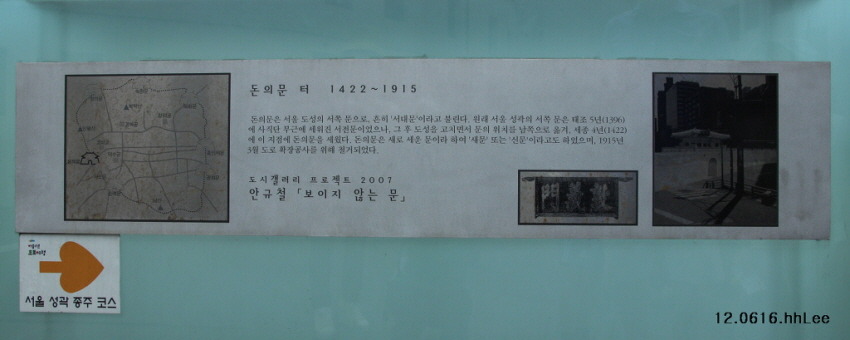 돈의문 터 1422~1915
돈의문은 서울 도성의 서쪽 문으로, 흔히 '서대문'이라고 불린다. 원래 서울 성곽의 서쪽 문은 태조 5년(1396)
에 사직단 부근에 세워진 서전문이었으나, 그 후 도성을 고치면서 문의 위치를 남쪽으로 옮겨, 세종 4년(1422)
에 이 지점에 돈의문을 세웠다. 돈의문은 새로 세운 문이라 하여 '새문' 또는 '신문'이라고도 하였으며, 1915년
3월 도로 확장공사를 위해 철거되었다.
도시갤러리 프로젝트 2007
안규철 「보이지 않는 문」
서울 성곽 종주 코스
12.0616.hhLee